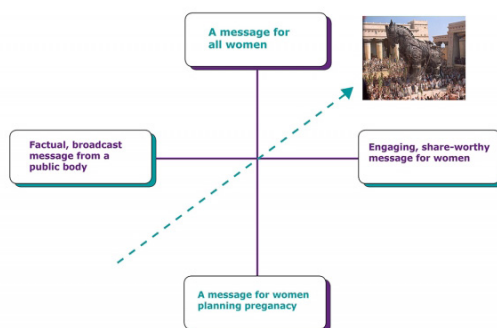 A message for
all women
Factual, broadcast
message from a
public body
Engaging, share-worthy
message for women
A message for women
planning preganacy